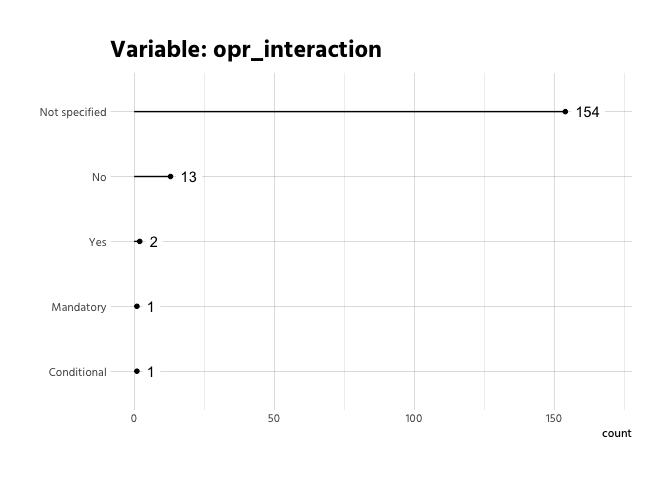 Variable: opr_interaction
Not specified 154
No 13
Yes 2
Mandatory 1
Conditional 1
0 50 100 150
count